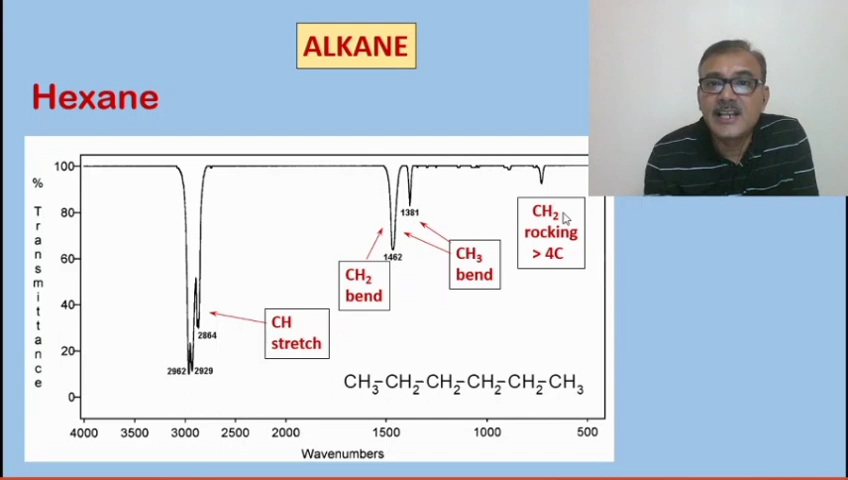 ALKANE
Hexane
%
Transmittance
100
80
60
40
20
0
4000
3500
3000
2500
2000
1500
1000
500
Wavenumbers
2962
2929
2864
1462
1381
CH
stretch
CH₂
bend
CH₃
bend
CH₂
rocking
> 4C
CH₃-CH₂-CH₂-CH₂-CH₂-CH₃